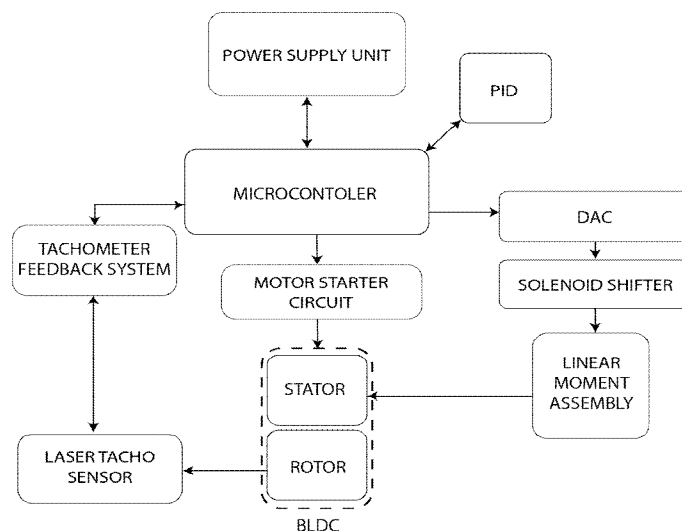 POWER SUPPLY UNIT
PID
MICROCONTOLER
DAC
TACHOMETER
FEEDBACK SYSTEM
MOTOR STARTER
CIRCUIT
SOLENOID SHIFTER
STATOR
LINEAR
MOMENT
ASSEMBLY
LASER TACHO
SENSOR
ROTOR
BLDC